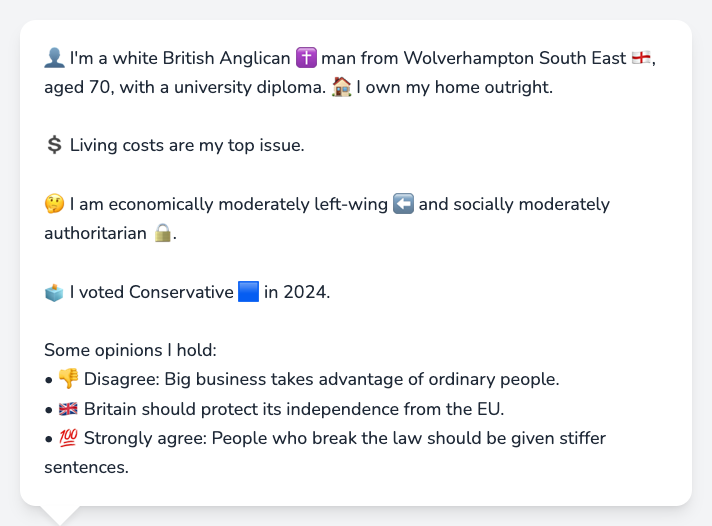 👤 I'm a white British Anglican ✝️ man from Wolverhampton South East 🏴󠁧󠁢󠁥󠁮󠁧󠁿,
aged 70, with a university diploma. 🏠 I own my home outright.
💲 Living costs are my top issue.
🤔 I am economically moderately left-wing ⬅️ and socially moderately
authoritarian 🔒.
🗳️ I voted Conservative 🟦 in 2024.
Some opinions I hold:
• 👎 Disagree: Big business takes advantage of ordinary people.
• 🇬🇧 Britain should protect its independence from the EU.
• 💯 Strongly agree: People who break the law should be given stiffer
sentences.